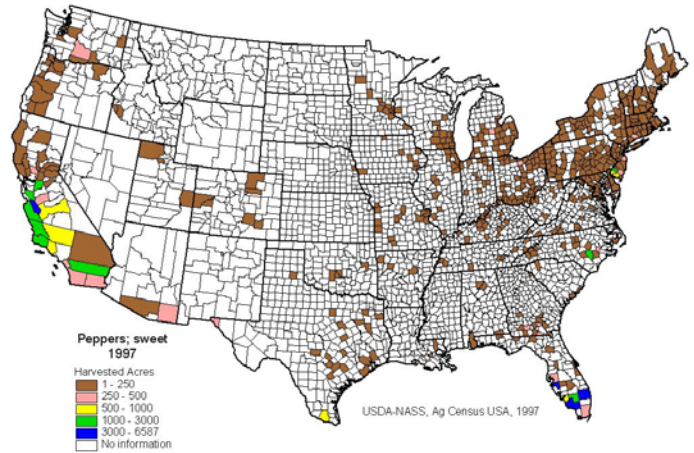 Peppers; sweet
1997
Harvested Acres
1 - 250
250 - 500
500 - 1000
1000 - 3000
3000 - 6587
No information
USDA-NASS, Ag Census USA, 1997